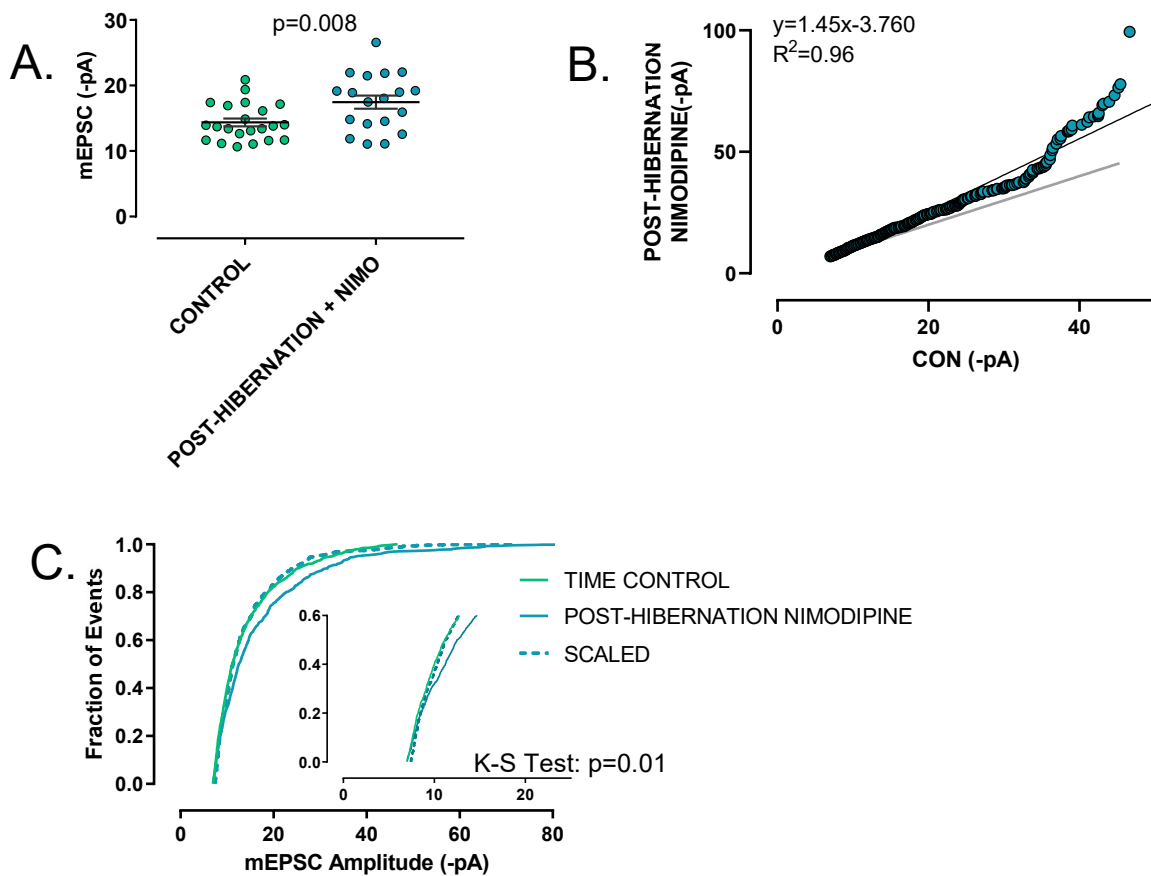 A.
p=0.008
mEPSC (-pA)
30
20
10
0
CONTROL
POST-HIBERNATION + NIMO
B.
y=1.45x-3.760
R²=0.96
POST-HIBERNATION
NIMODIPINE(-pA)
100
50
0
0 20 40
CON (-pA)
C.
Fraction of Events
1.0
0.8
0.6
0.4
0.2
0.0
0 20 40 60 80
mEPSC Amplitude (-pA)
TIME CONTROL
POST-HIBERNATION NIMODIPINE
SCALED
0.6
0.4
0.2
0.0
0 10 20
K-S Test: p=0.01